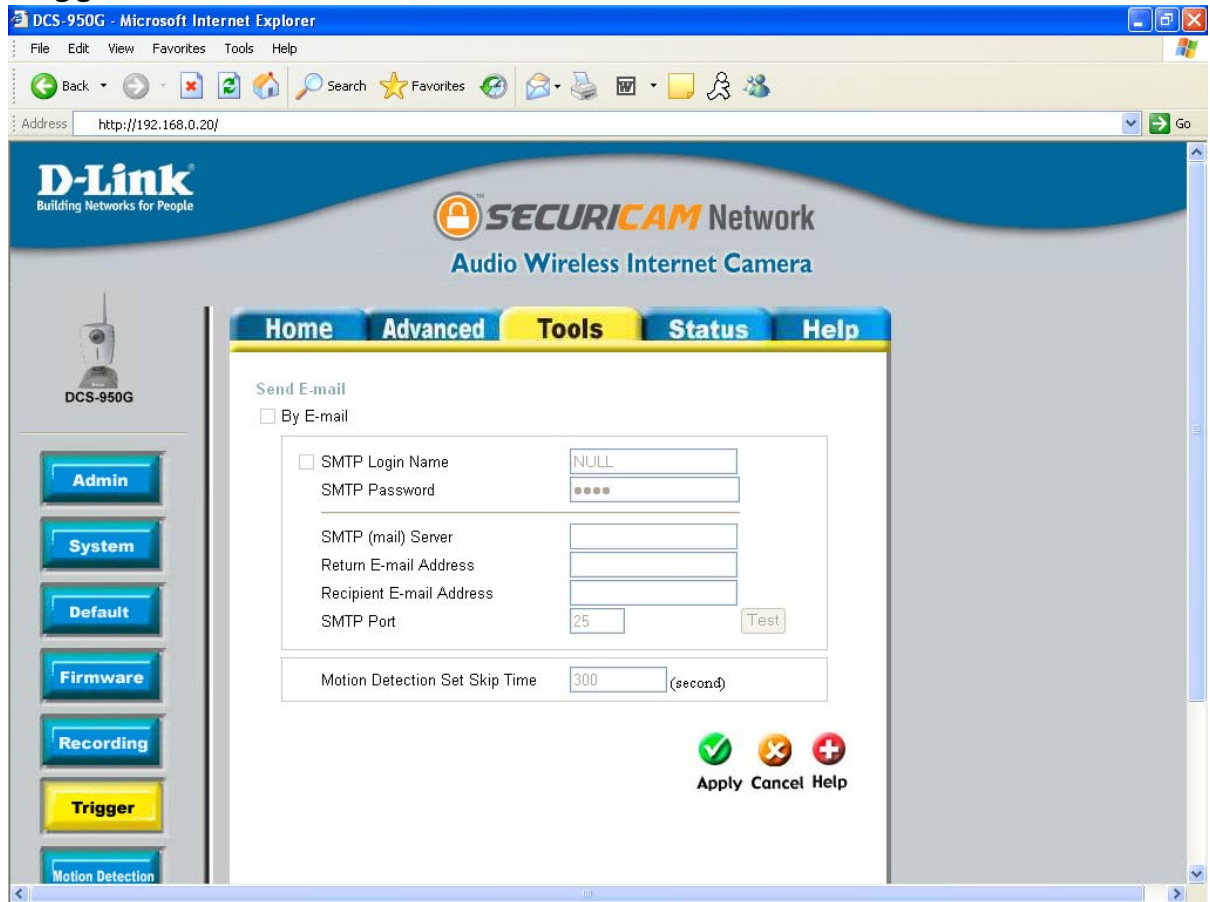 DCS-950G - Microsoft Internet Explorer
File Edit View Favorites Tools Help
Back Search Favorites
Address http://192.168.0.20/ Go
D-Link
Building Networks for People
SECURICAM Network
Audio Wireless Internet Camera
DCS-950G
Home Advanced Tools Status Help
Send E-mail
By E-mail
SMTP Login Name NULL
SMTP Password ••••
SMTP (mail) Server
Return E-mail Address
Recipient E-mail Address
SMTP Port 25 Test
Motion Detection Set Skip Time 300 (second)
Apply Cancel Help
Admin
System
Default
Firmware
Recording
Trigger
Motion Detection